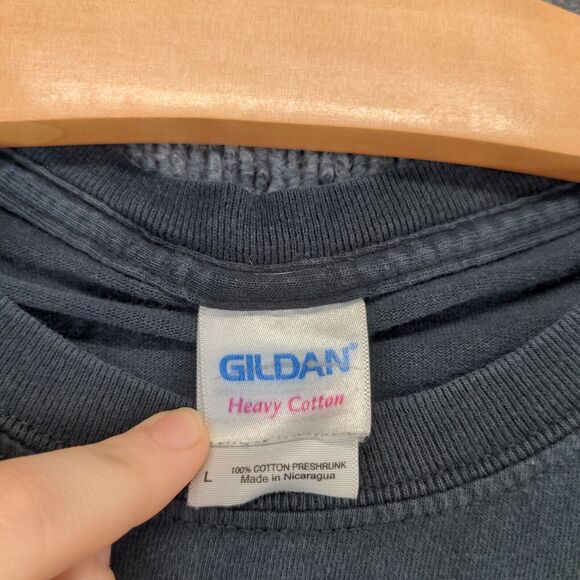 GILDAN®
Heavy Cotton
100% COTTON PRESHRUNK
L Made in Nicaragua